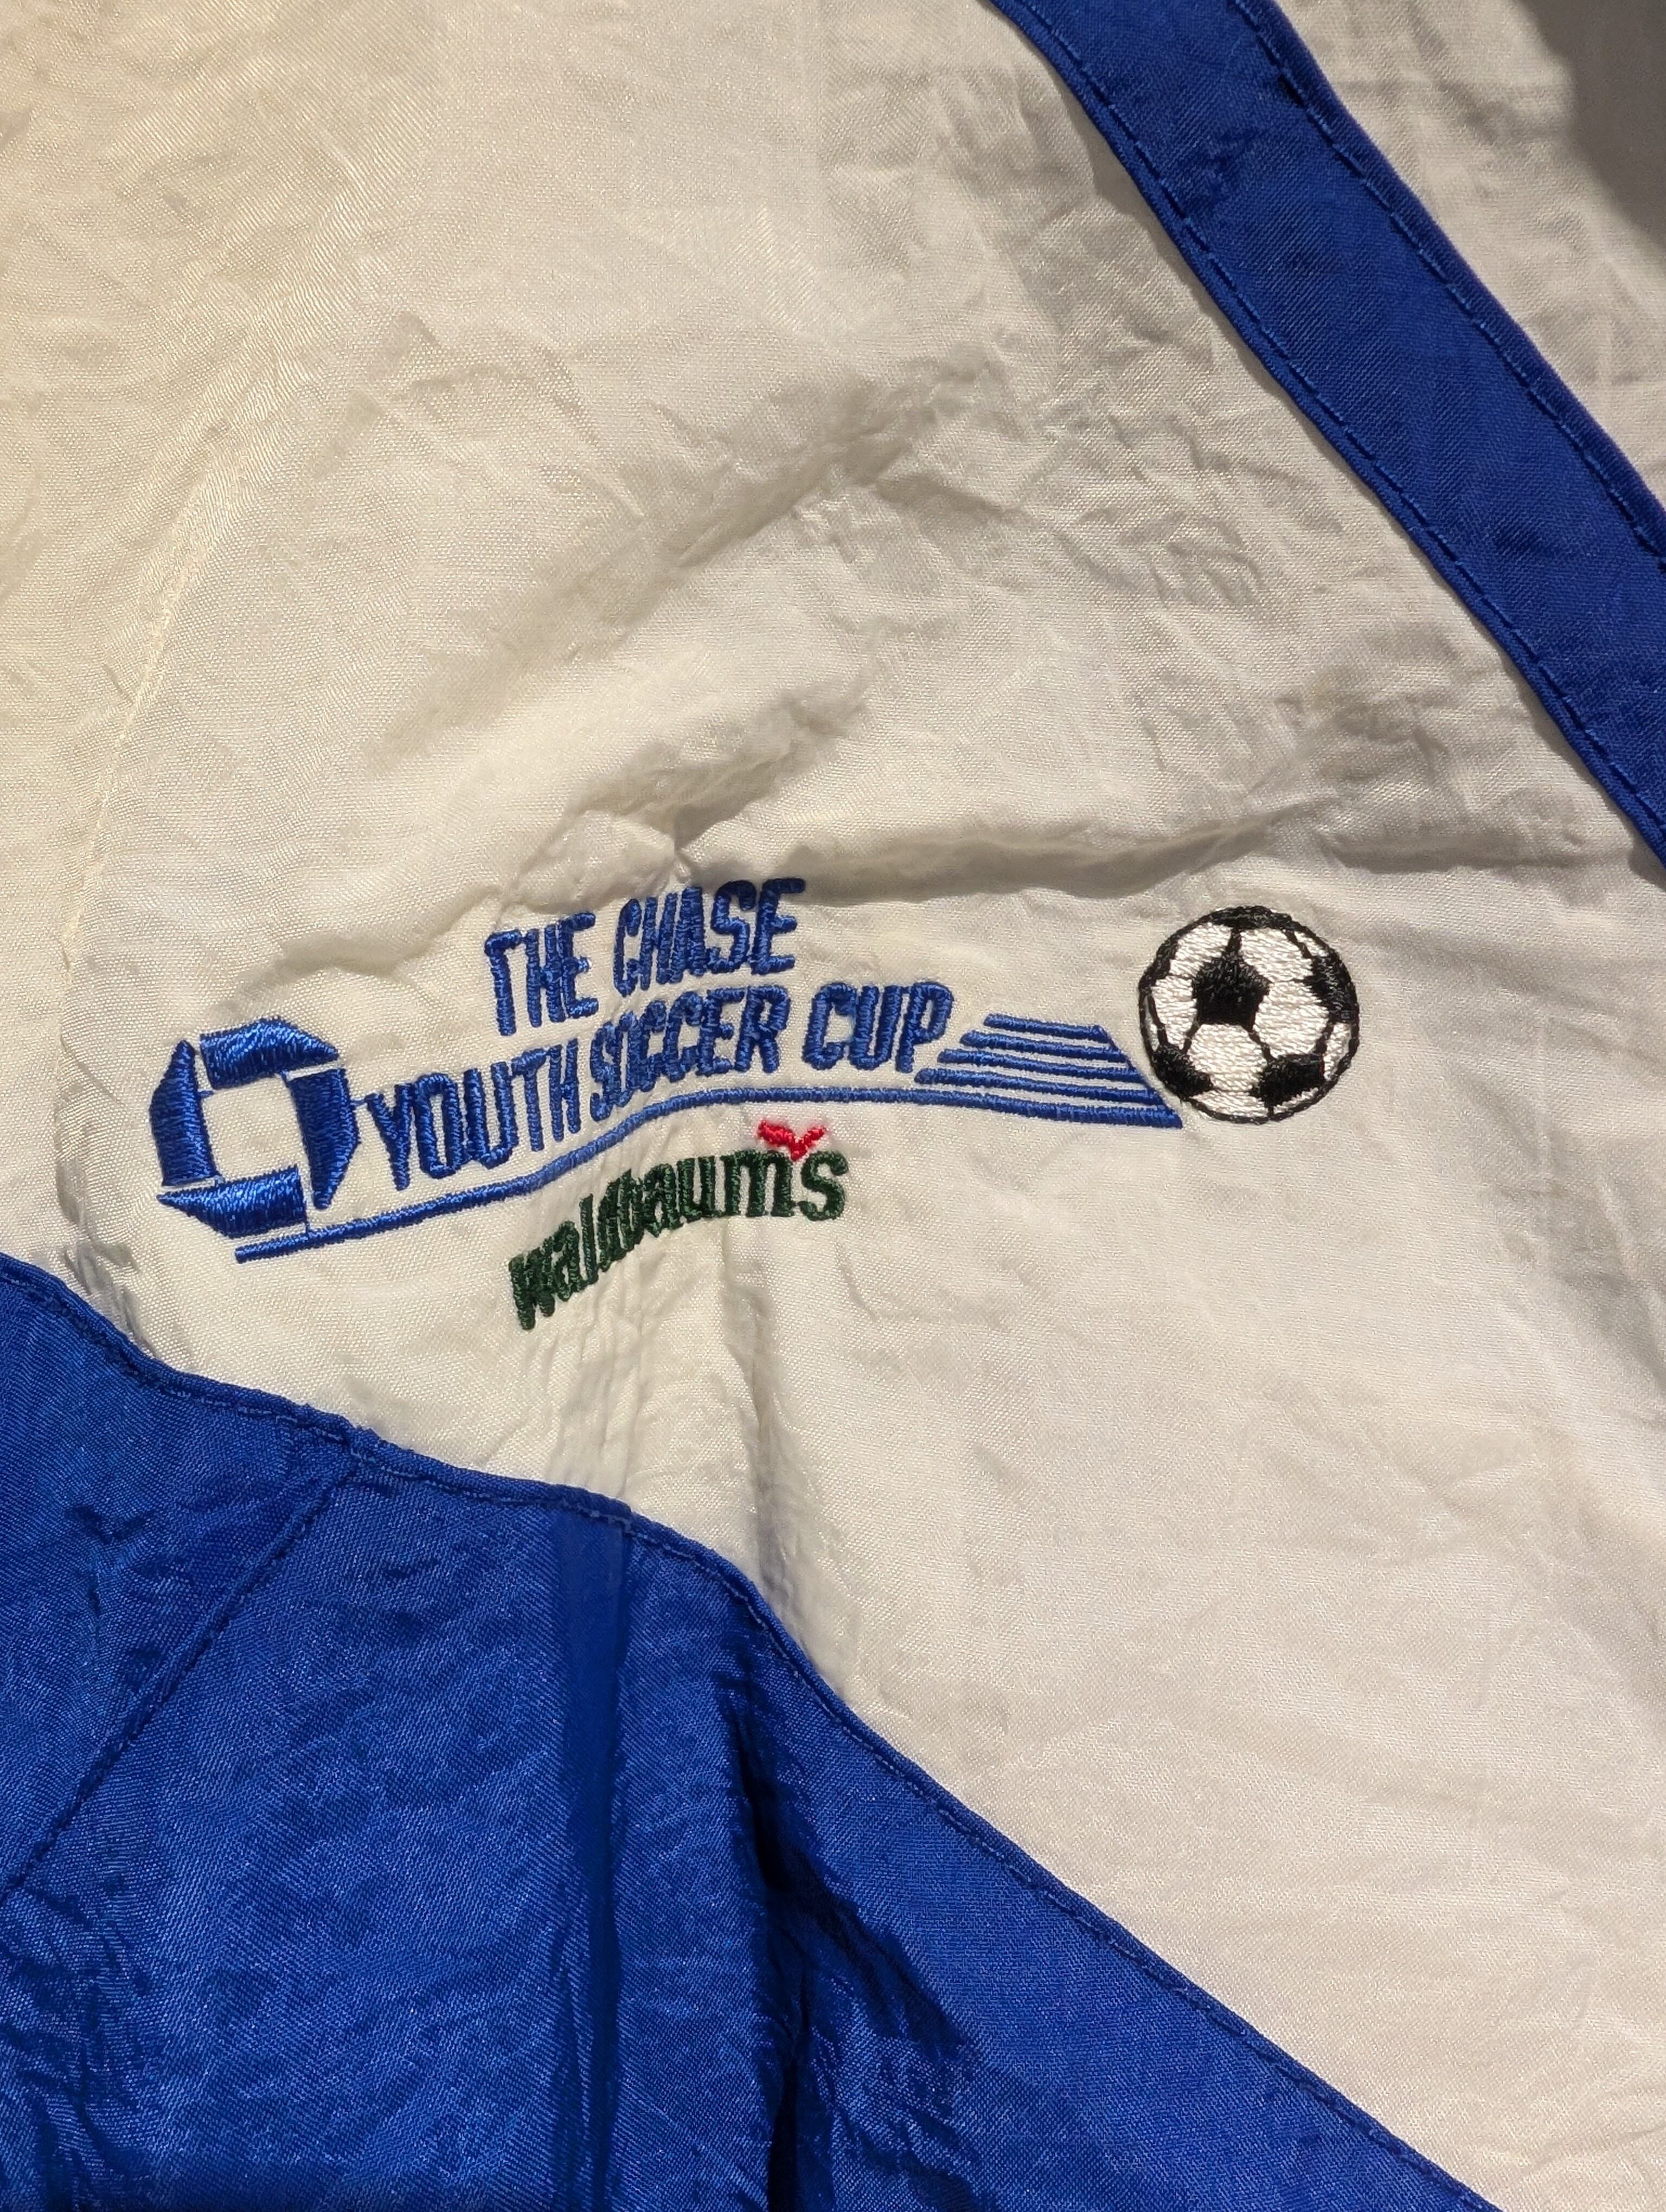 THE CHASE
YOUTH SOCCER CUP
waldbaum's